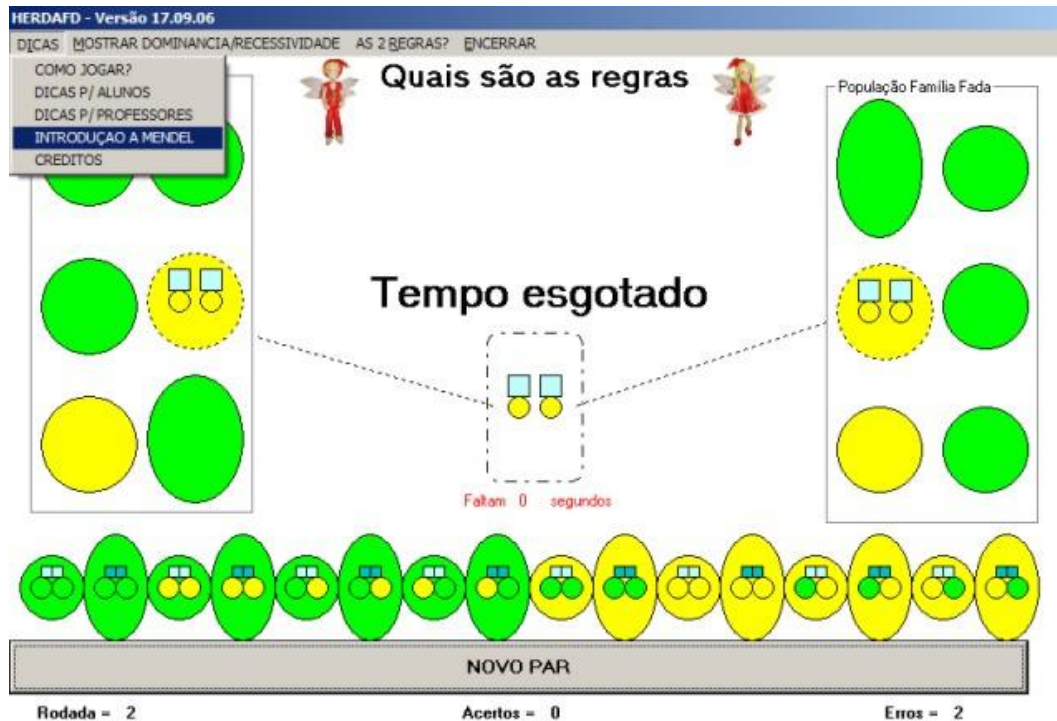 HERDAFD - Versão 17.09.06
DICAS MOSTRAR DOMINANCIA/RECESSIVIDADE AS 2 REGRAS? ENCERRAR
COMO JOGAR?
DICAS P/ ALUNOS
DICAS P/ PROFESSORES
INTRODUÇAO A MENDEL
CREDITOS
Quais são as regras
População Família Fada
Tempo esgotado
Faltam 0 segundos
NOVO PAR
Rodada = 2 Acertos = 0 Erros = 2